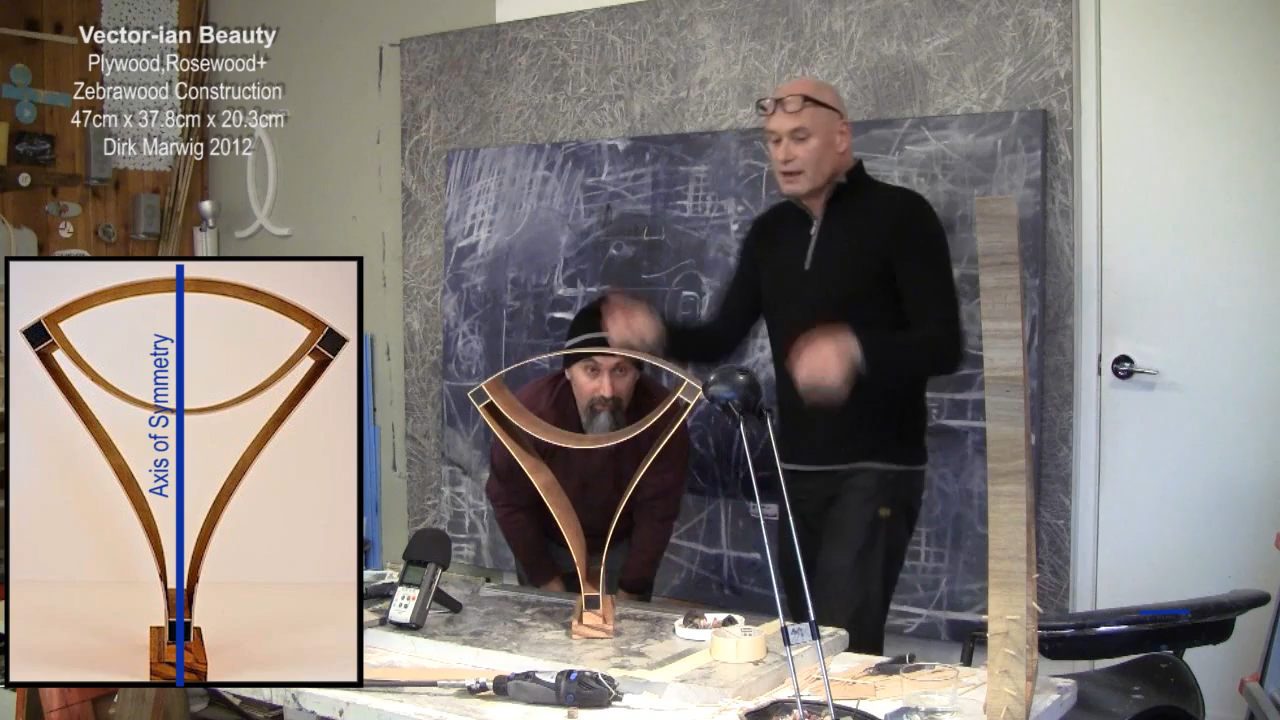 Vector-ian Beauty
Plywood,Rosewood+
Zebrawood Construction
47cm x 37.8cm x 20.3cm
Dirk Marwig 2012
Axis of Symmetry